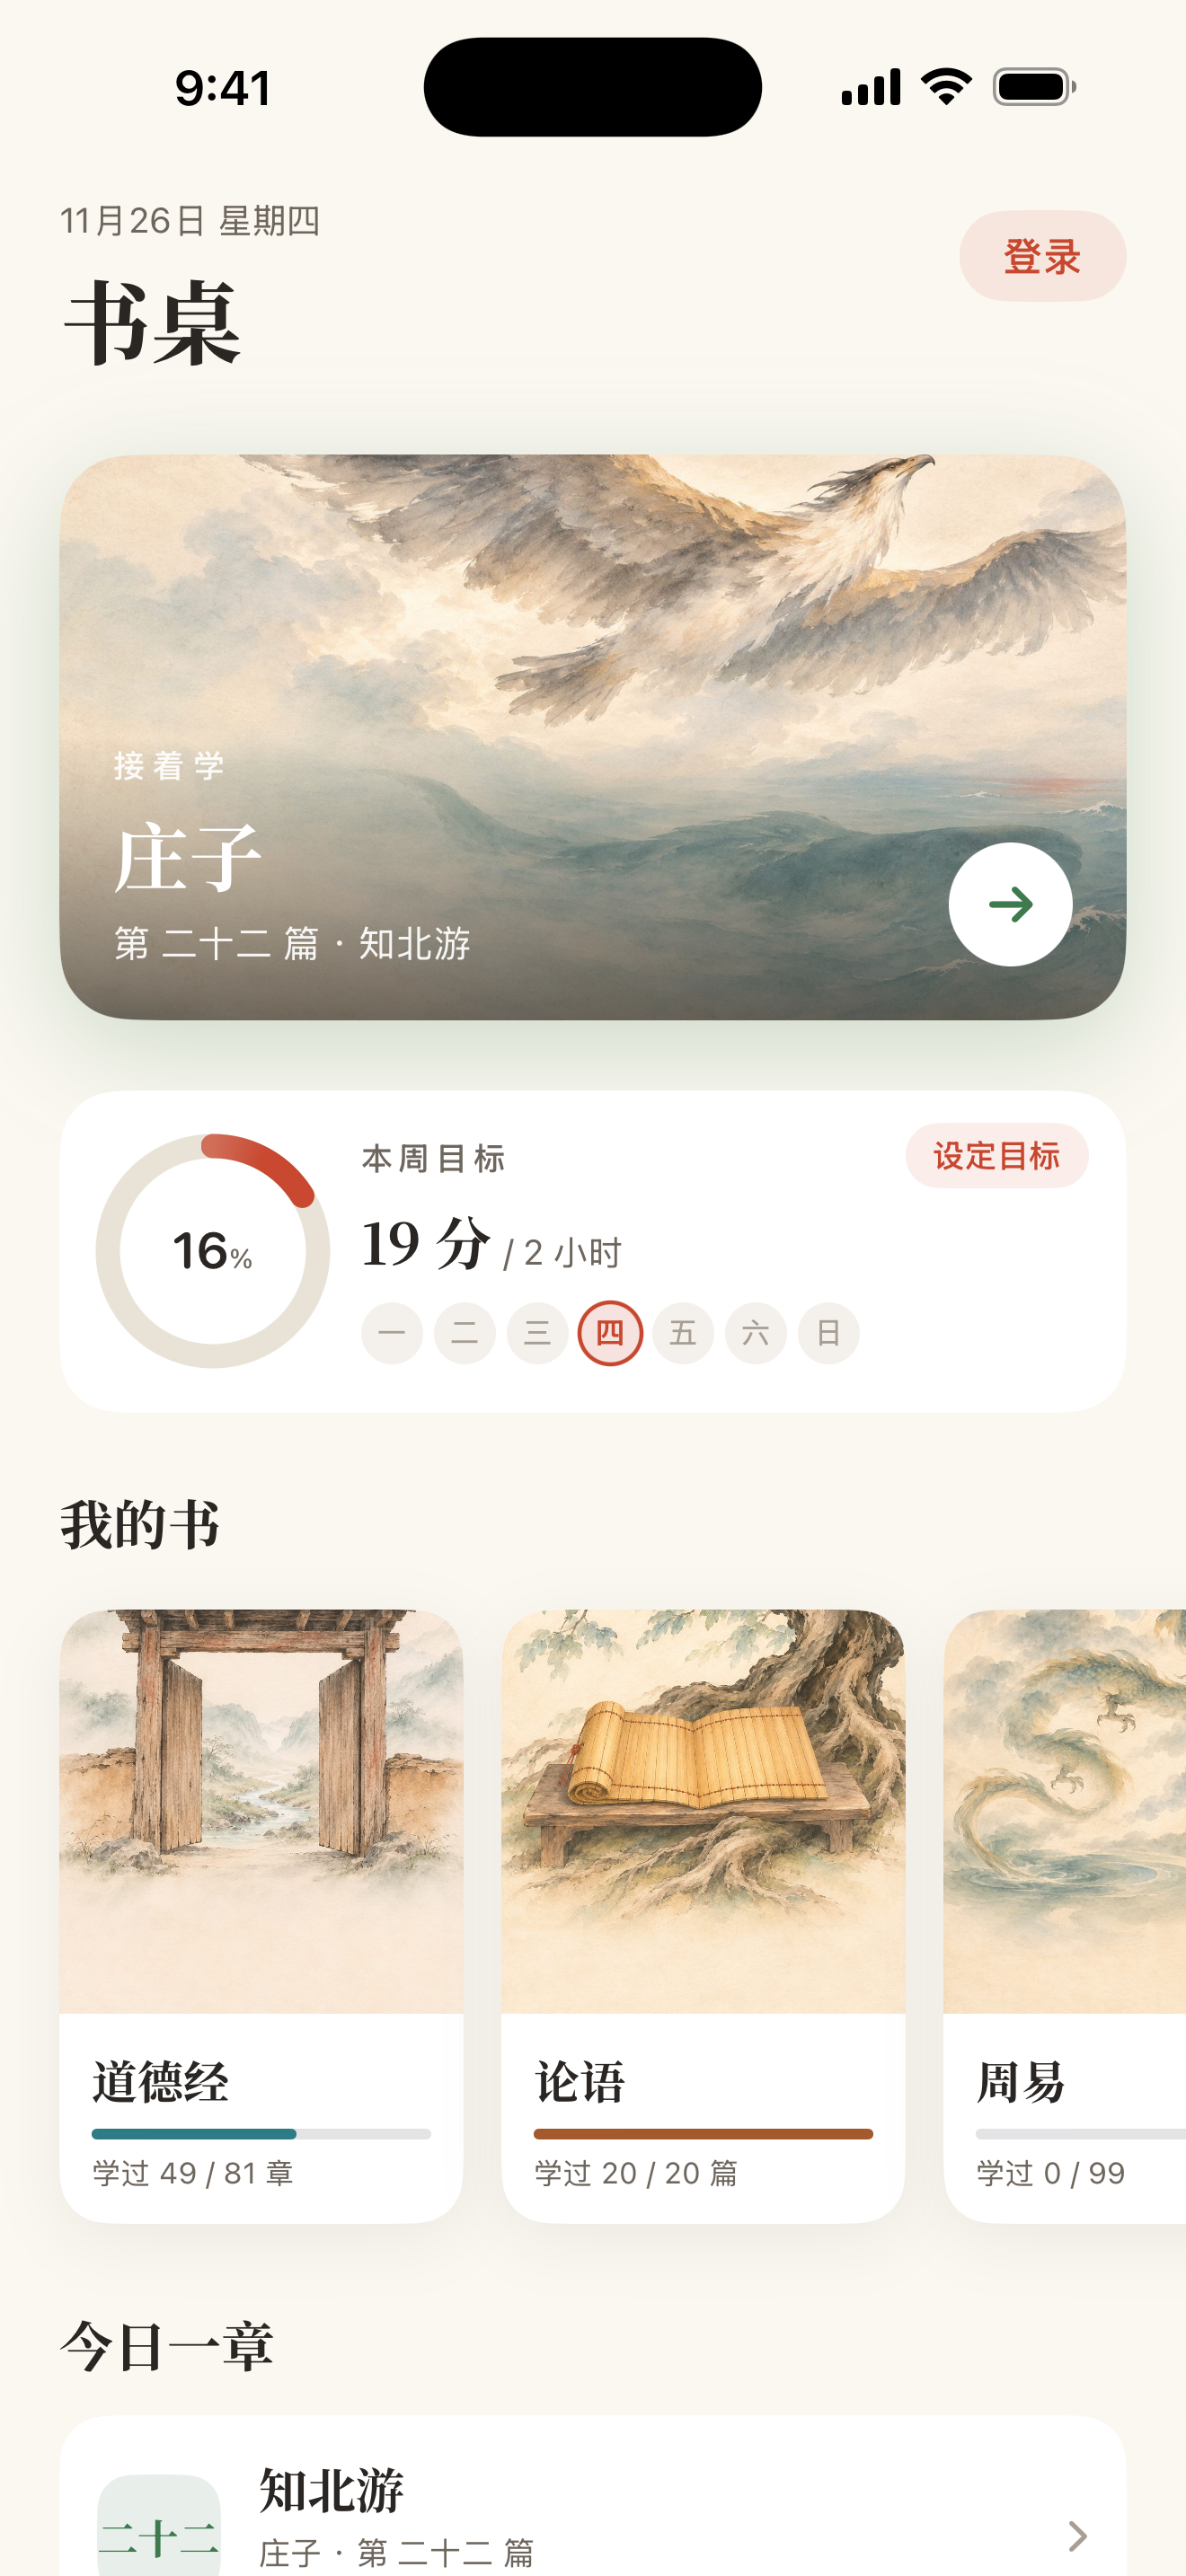 9:41
11月26日 星期四
登录
书桌
接着学
庄子
第 二十二 篇 · 知北游
16%
本周目标
设定目标
19 分 / 2 小时
一 二 三 四 五 六 日
我的书
道德经
学过 49 / 81 章
论语
学过 20 / 20 篇
周易
学过 0 / 99
今日一章
二十二
知北游
庄子 · 第 二十二 篇